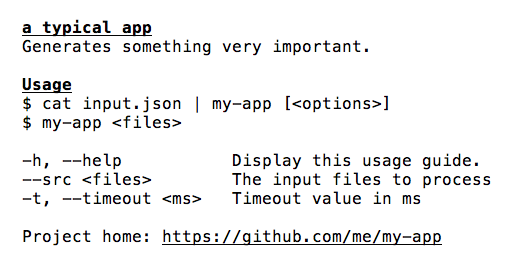 a typical app
Generates something very important.
Usage
$ cat input.json | my-app [<options>]
$ my-app <files>
-h, --help Display this usage guide.
--src <files> The input files to process
-t, --timeout <ms> Timeout value in ms
Project home: https://github.com/me/my-app